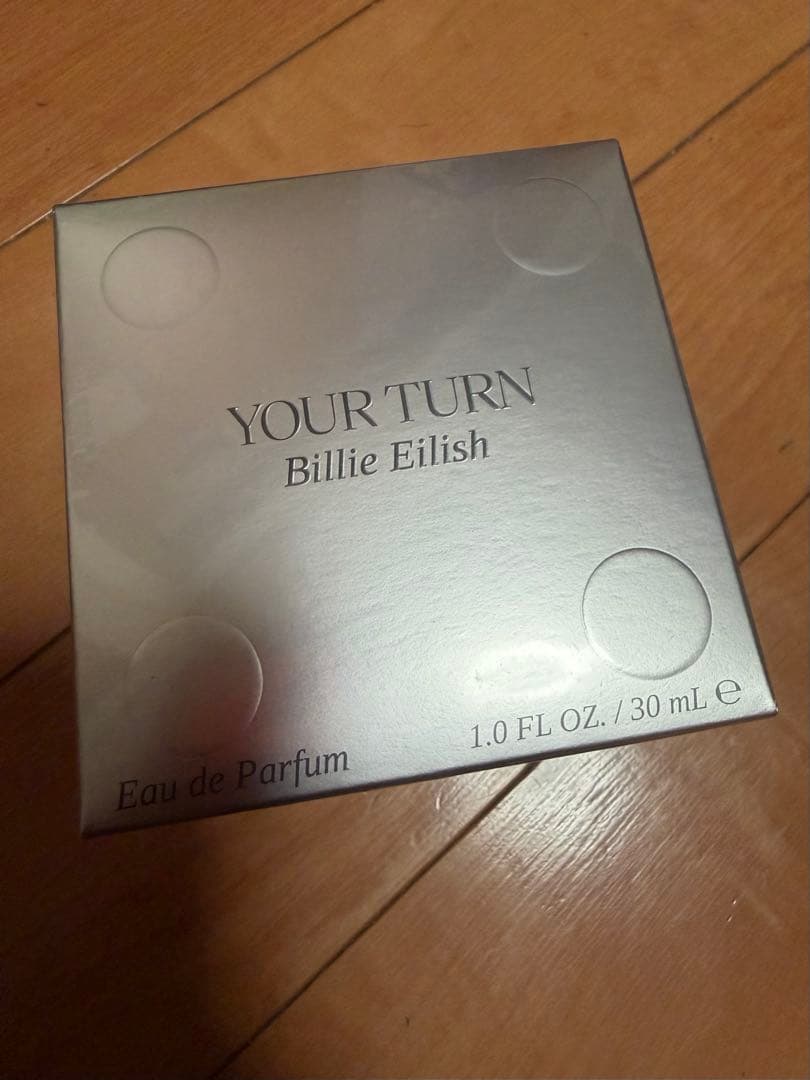 YOUR TURN
Billie Eilish
Eau de Parfum
1.0 FL OZ. / 30 mL ℮